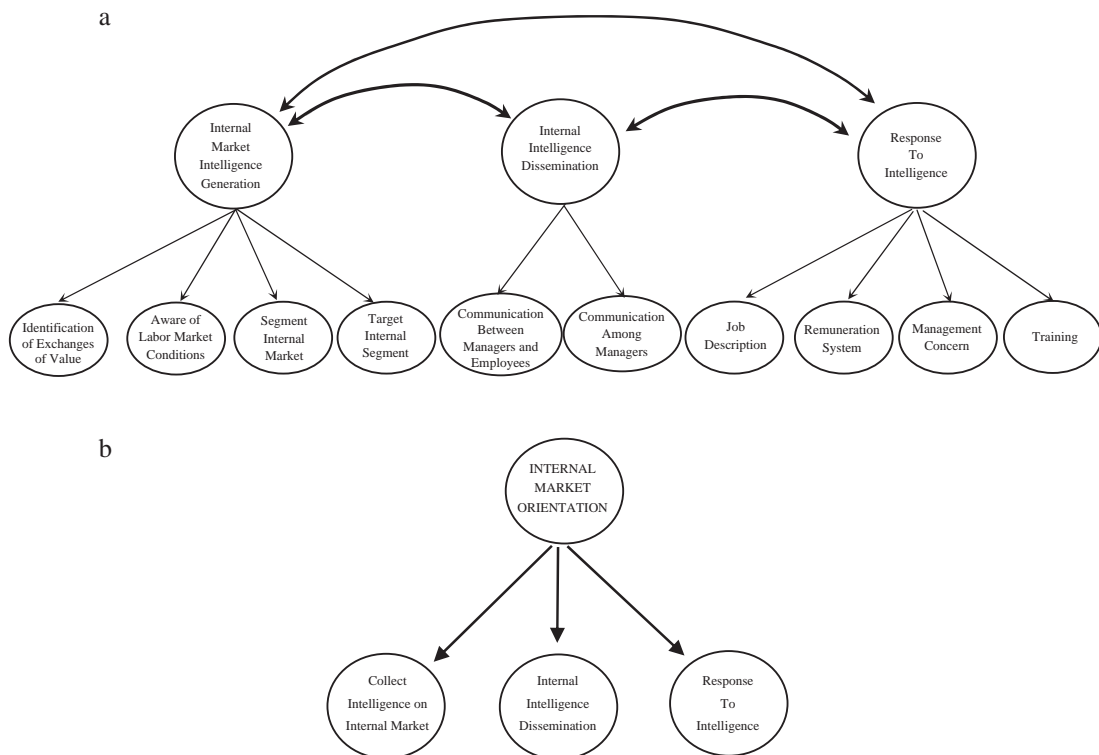 a
Internal
Market
Intelligence
Generation
Internal
Intelligence
Dissemination
Response
To
Intelligence
Identification
of Exchanges
of Value
Aware of
Labor Market
Conditions
Segment
Internal
Market
Target
Internal
Segment
Communication
Between
Managers and
Employees
Communication
Among
Managers
Job
Description
Remuneration
System
Management
Concern
Training
b
INTERNAL
MARKET
ORIENTATION
Collect
Intelligence on
Internal Market
Internal
Intelligence
Dissemination
Response
To
Intelligence